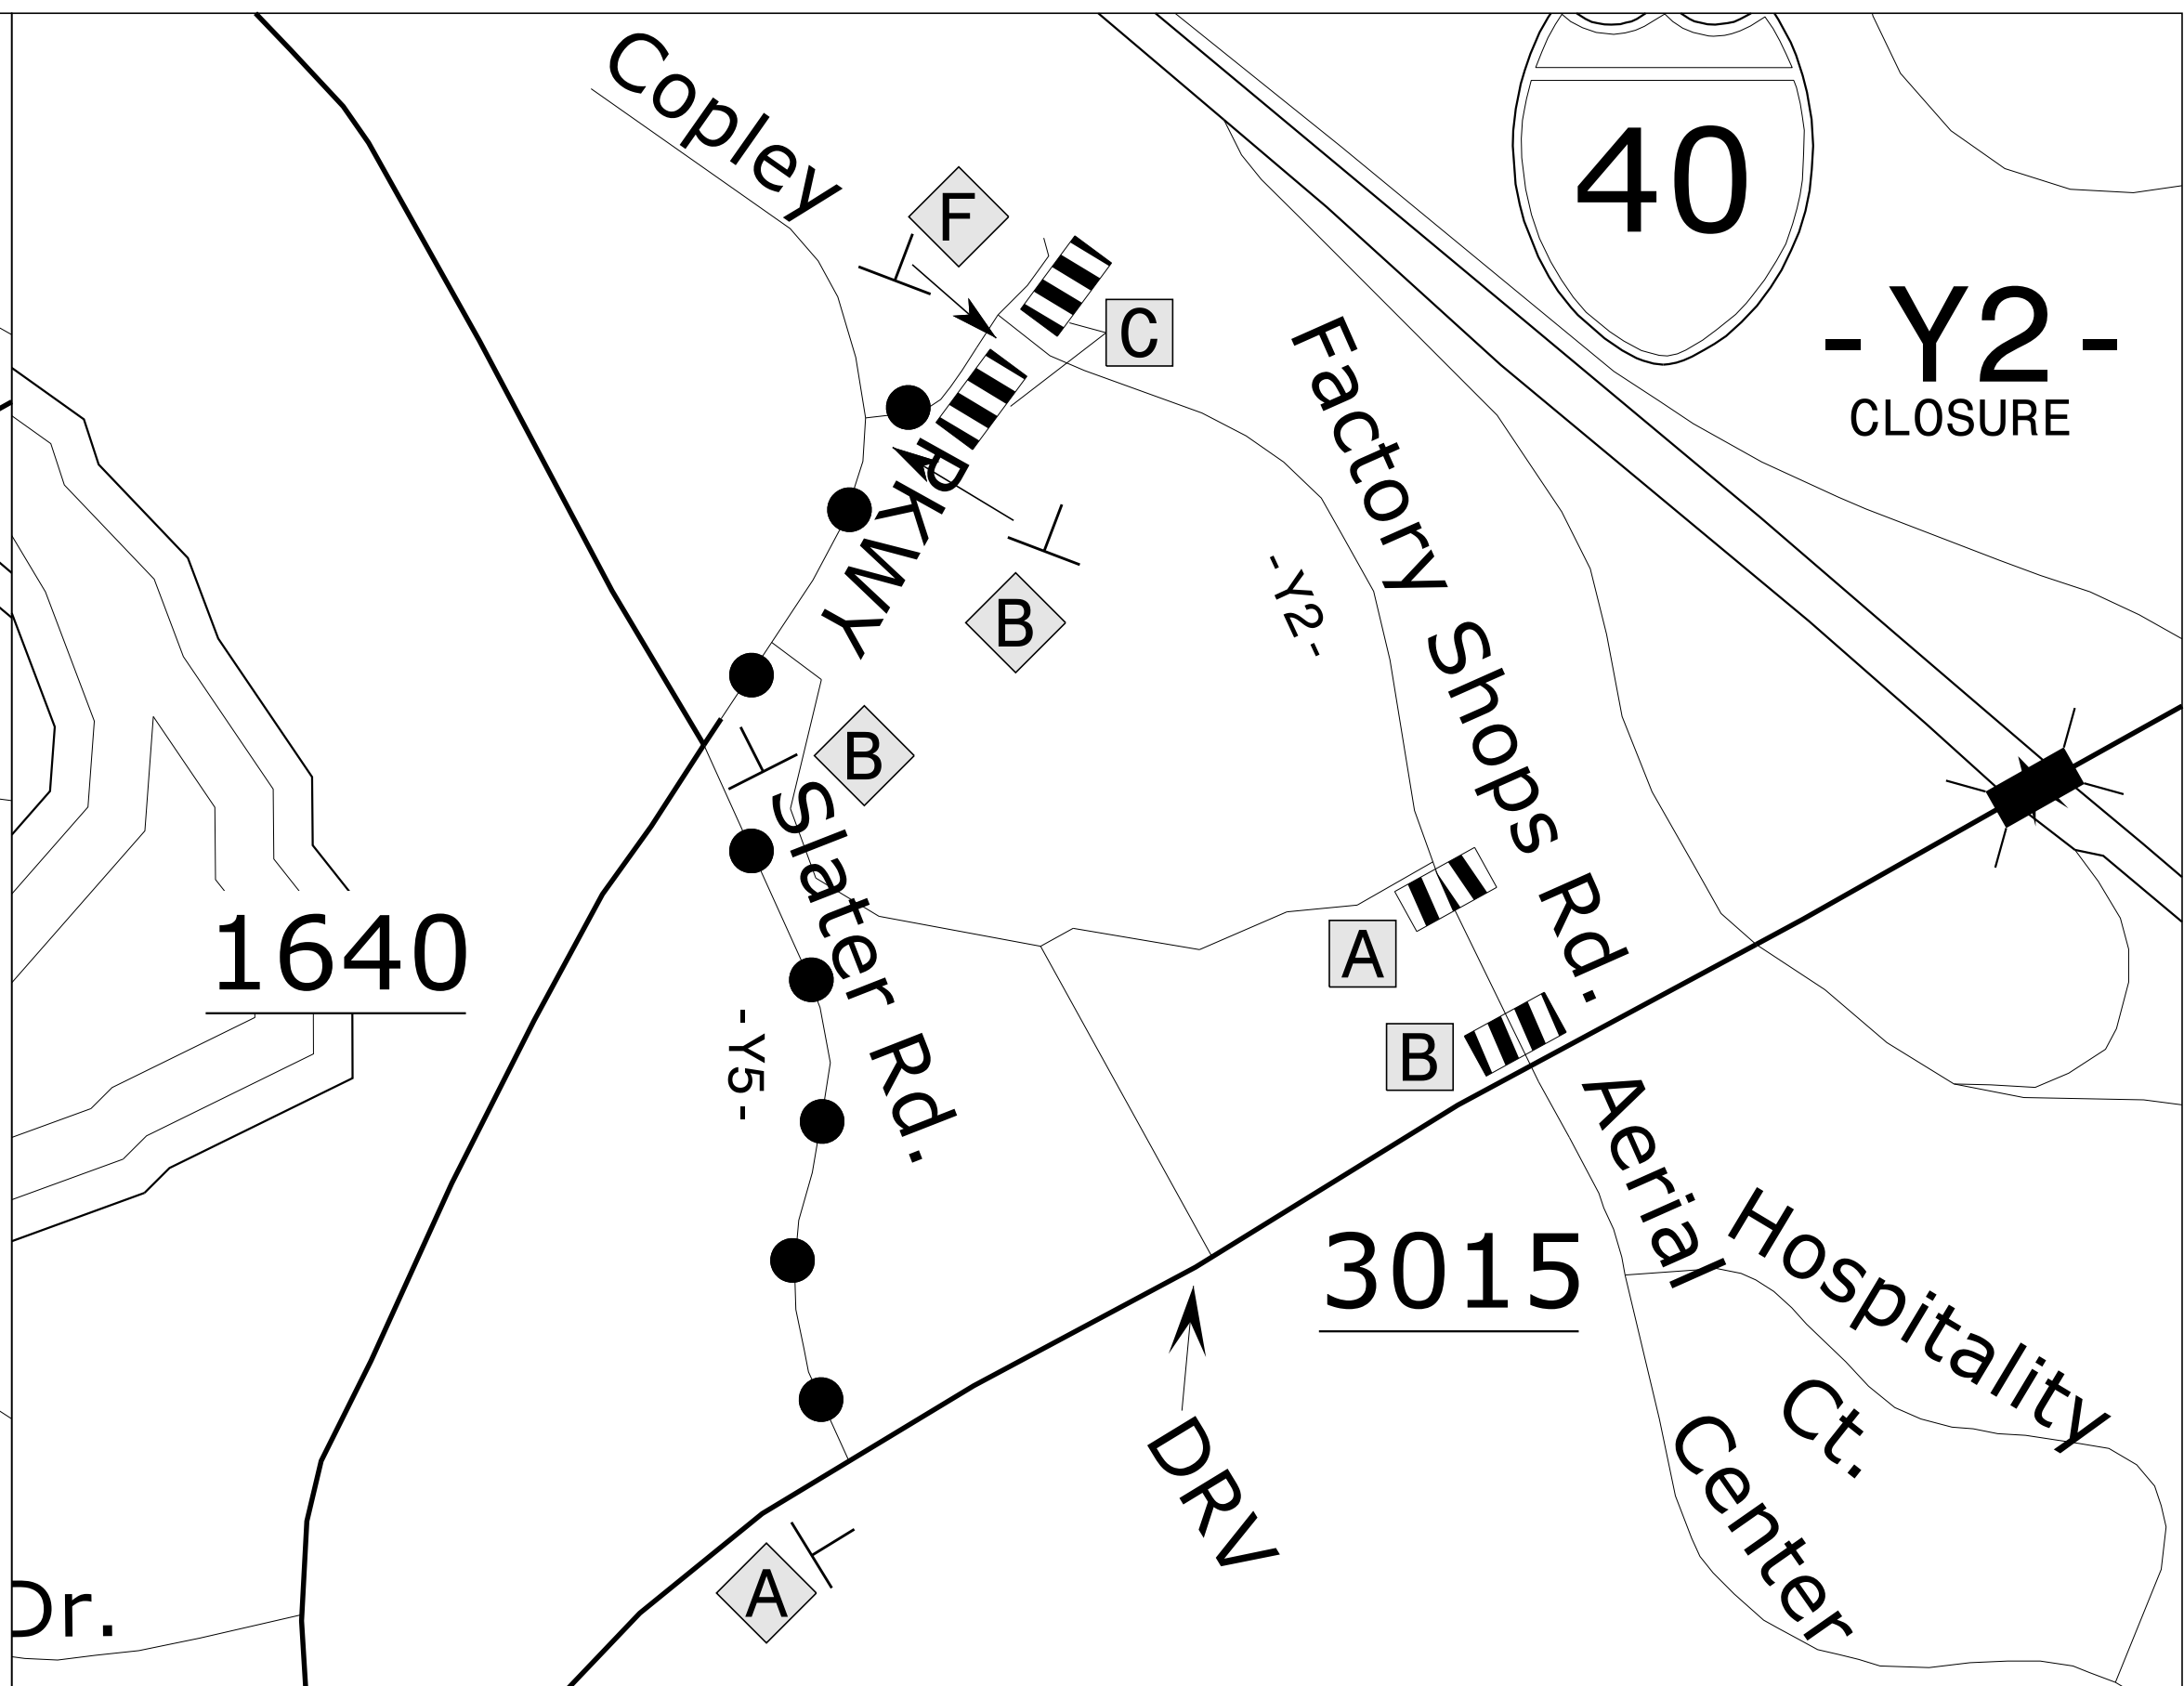 Copley
PKWY
F
C
40
-Y2-
CLOSURE
Factory Shops Rd.
-Y2-
B
B
Slater Rd.
1640
-Y5-
A
B
Aerial
Center
3015
Hospitality
Ct.
DRV
A
Dr.